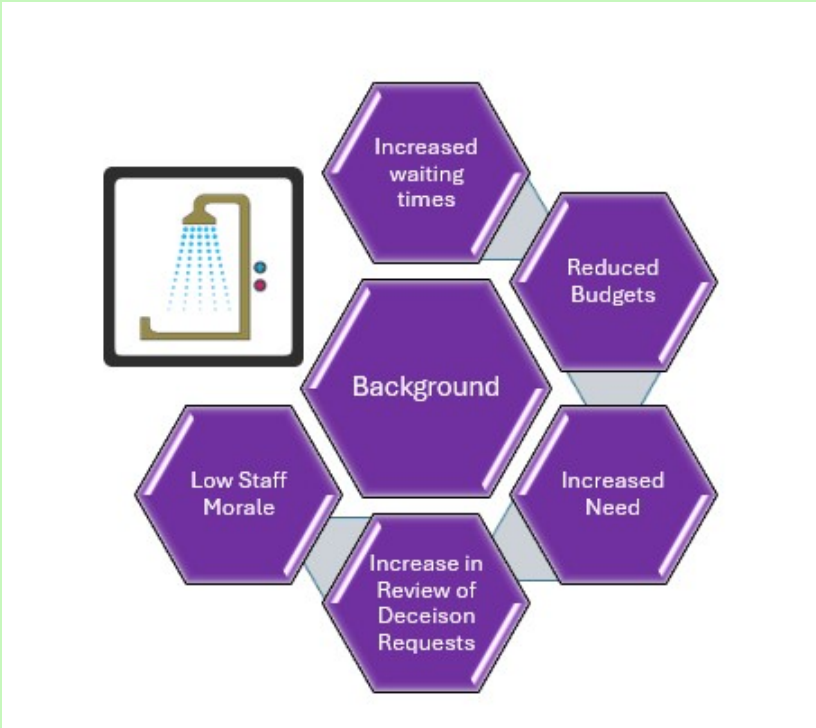 Increased
waiting
times
Reduced
Budgets
Background
Increased
Need
Increase in
Review of
Deceison
Requests
Low Staff
Morale